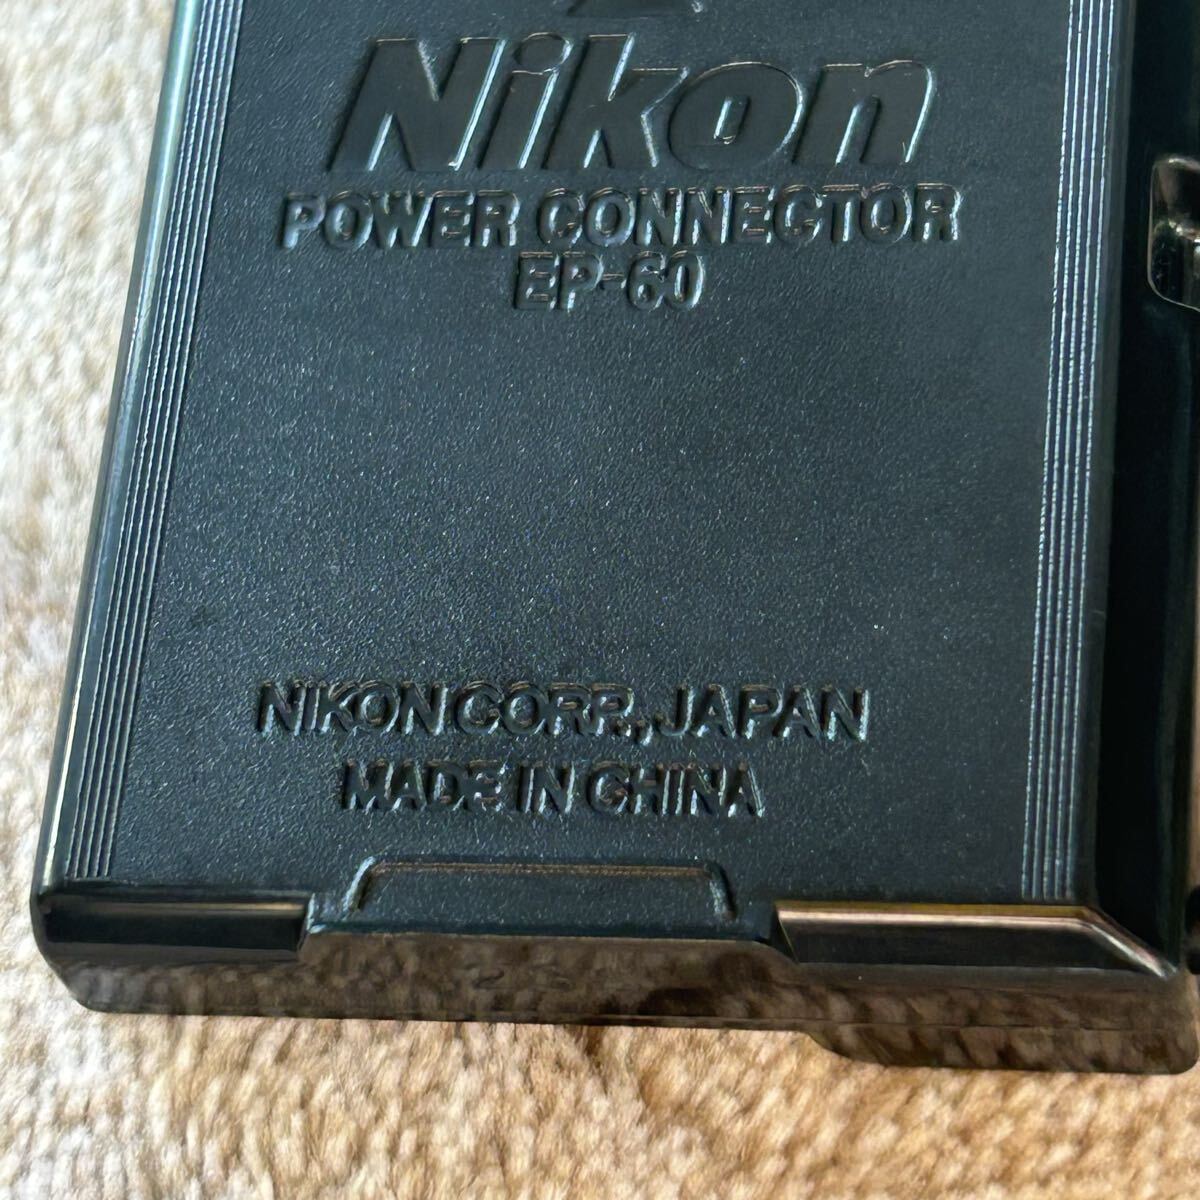 Nikon
POWER CONNECTOR
EP-60
NIKON CORP., JAPAN
MADE IN CHINA